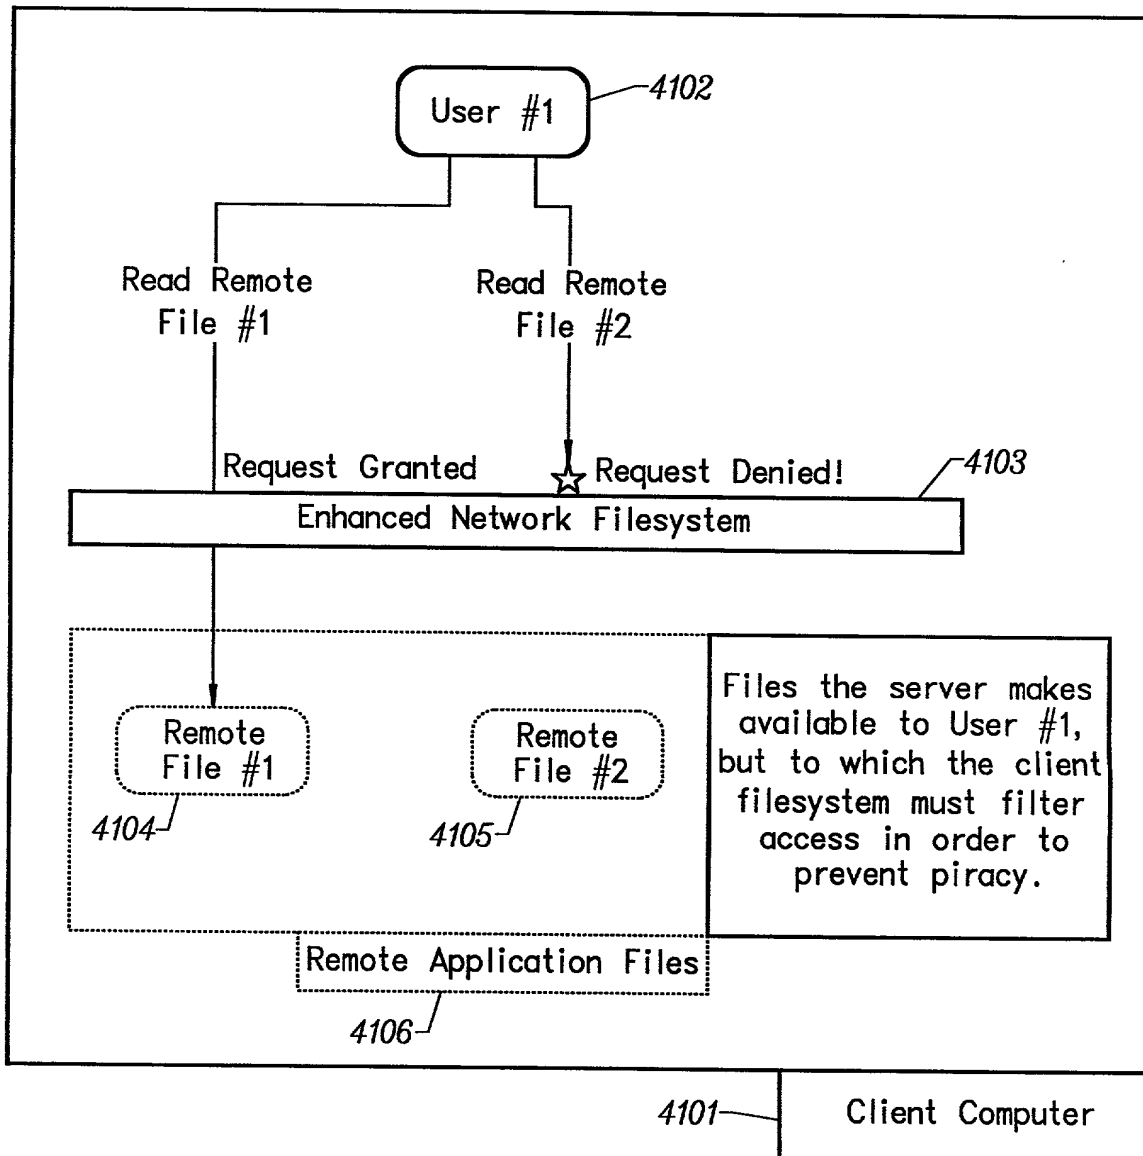 4102
User #1
Read Remote
File #1
Read Remote
File #2
Request Granted
Request Denied!
4103
Enhanced Network Filesystem
Remote
File #1
4104
Remote
File #2
4105
Files the server makes
available to User #1,
but to which the client
filesystem must filter
access in order to
prevent piracy.
Remote Application Files
4106
4101
Client Computer